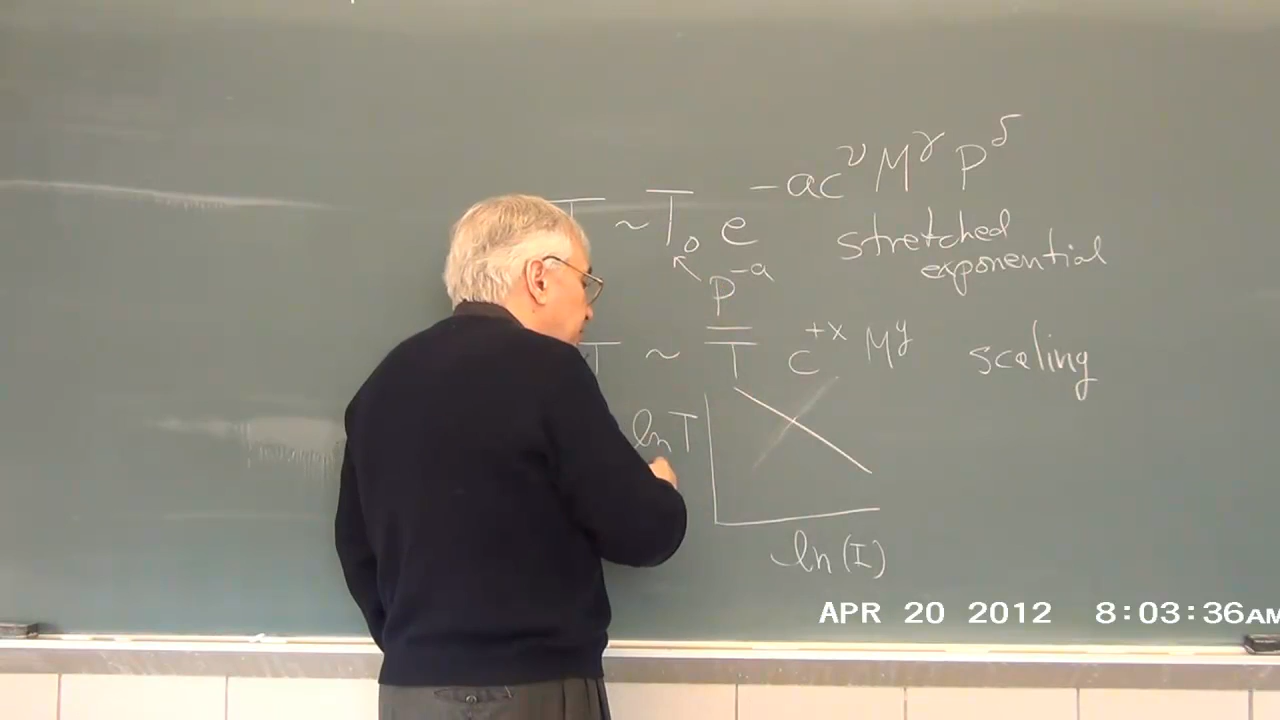 T ~ T₀ e^{-ac^ν M^γ P^δ}
stretched
exponential
P^{-a}
T ~ T c^{+x} M^y scaling
ln T
ln(I)
APR 20 2012 8:03:36AM